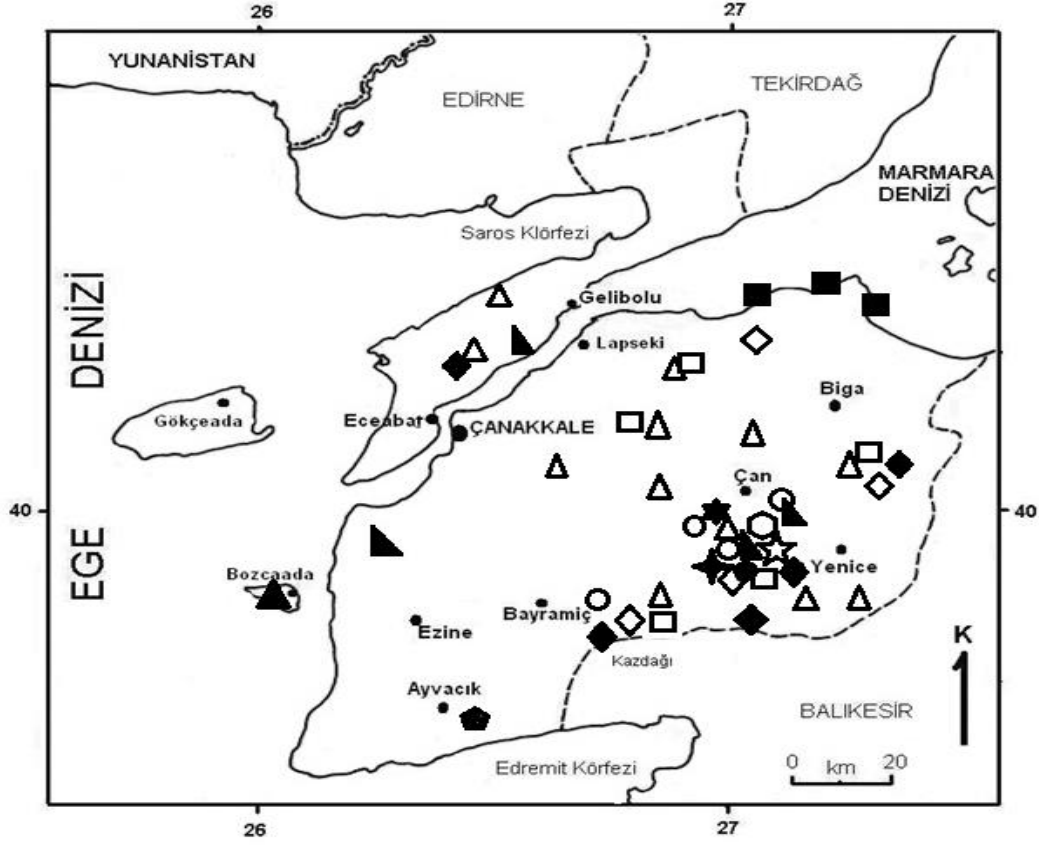 26 27
YUNANİSTAN
EDİRNE
TEKİRDAĞ
MARMARA
DENİZİ
Saros Klörfezi
Gelibolu
Lapseki
Biga
EGE DENİZİ
Gökçeada
Eceabat
ÇANAKKALE
Çan
40 40
Bozcaada
Yenice
Bayramiç
Ezine
K
Kazdağı
Ayvacık
BALIKESİR
0 20
km
Edremit Körfezi
26 27